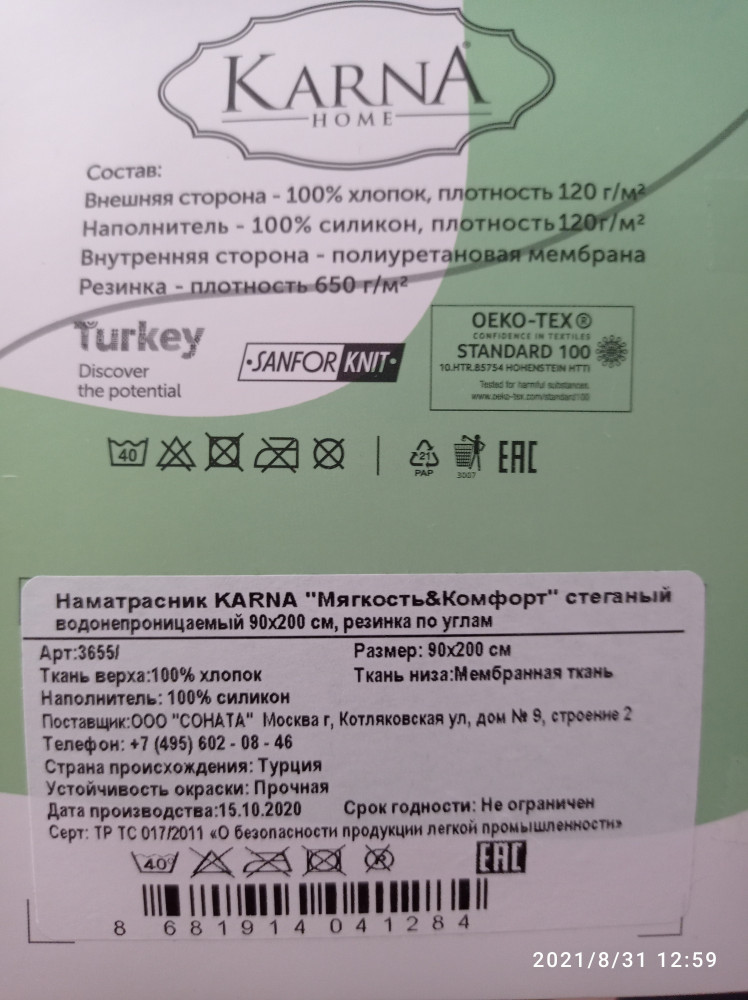 KARNA
HOME
Состав:
Внешняя сторона - 100% хлопок, плотность 120 г/м²
Наполнитель - 100% силикон, плотность 120г/м²
Внутренняя сторона - полиуретановая мембрана
Резинка - плотность 650 г/м²
Turkey
Discover
the potential
·SANFOR KNIT·
OEKO-TEX®
CONFIDENCE IN TEXTILES
STANDARD 100
10.HTR.85754 HOHENSTEIN HTTI
Tested for harmful substances.
www.oeko-tex.com/standard100
40
21
PAP
3007
EAC
Наматрасник KARNA "Мягкость&Комфорт" стеганый
водонепроницаемый 90x200 см, резинка по углам
Арт:3655/ Размер: 90x200 см
Ткань верха:100% хлопок Ткань низа:Мембранная ткань
Наполнитель: 100% силикон
Поставщик:ООО "СОНАТА" Москва г, Котляковская ул, дом № 9, строение 2
Телефон: +7 (495) 602 - 08 - 46
Страна происхождения: Турция
Устойчивость окраски: Прочная
Дата производства:15.10.2020 Срок годности: Не ограничен
Серт: ТР ТС 017/2011 «О безопасности продукции легкой промышленности»
40°
EAC
8 681914 041284
2021/8/31 12:59